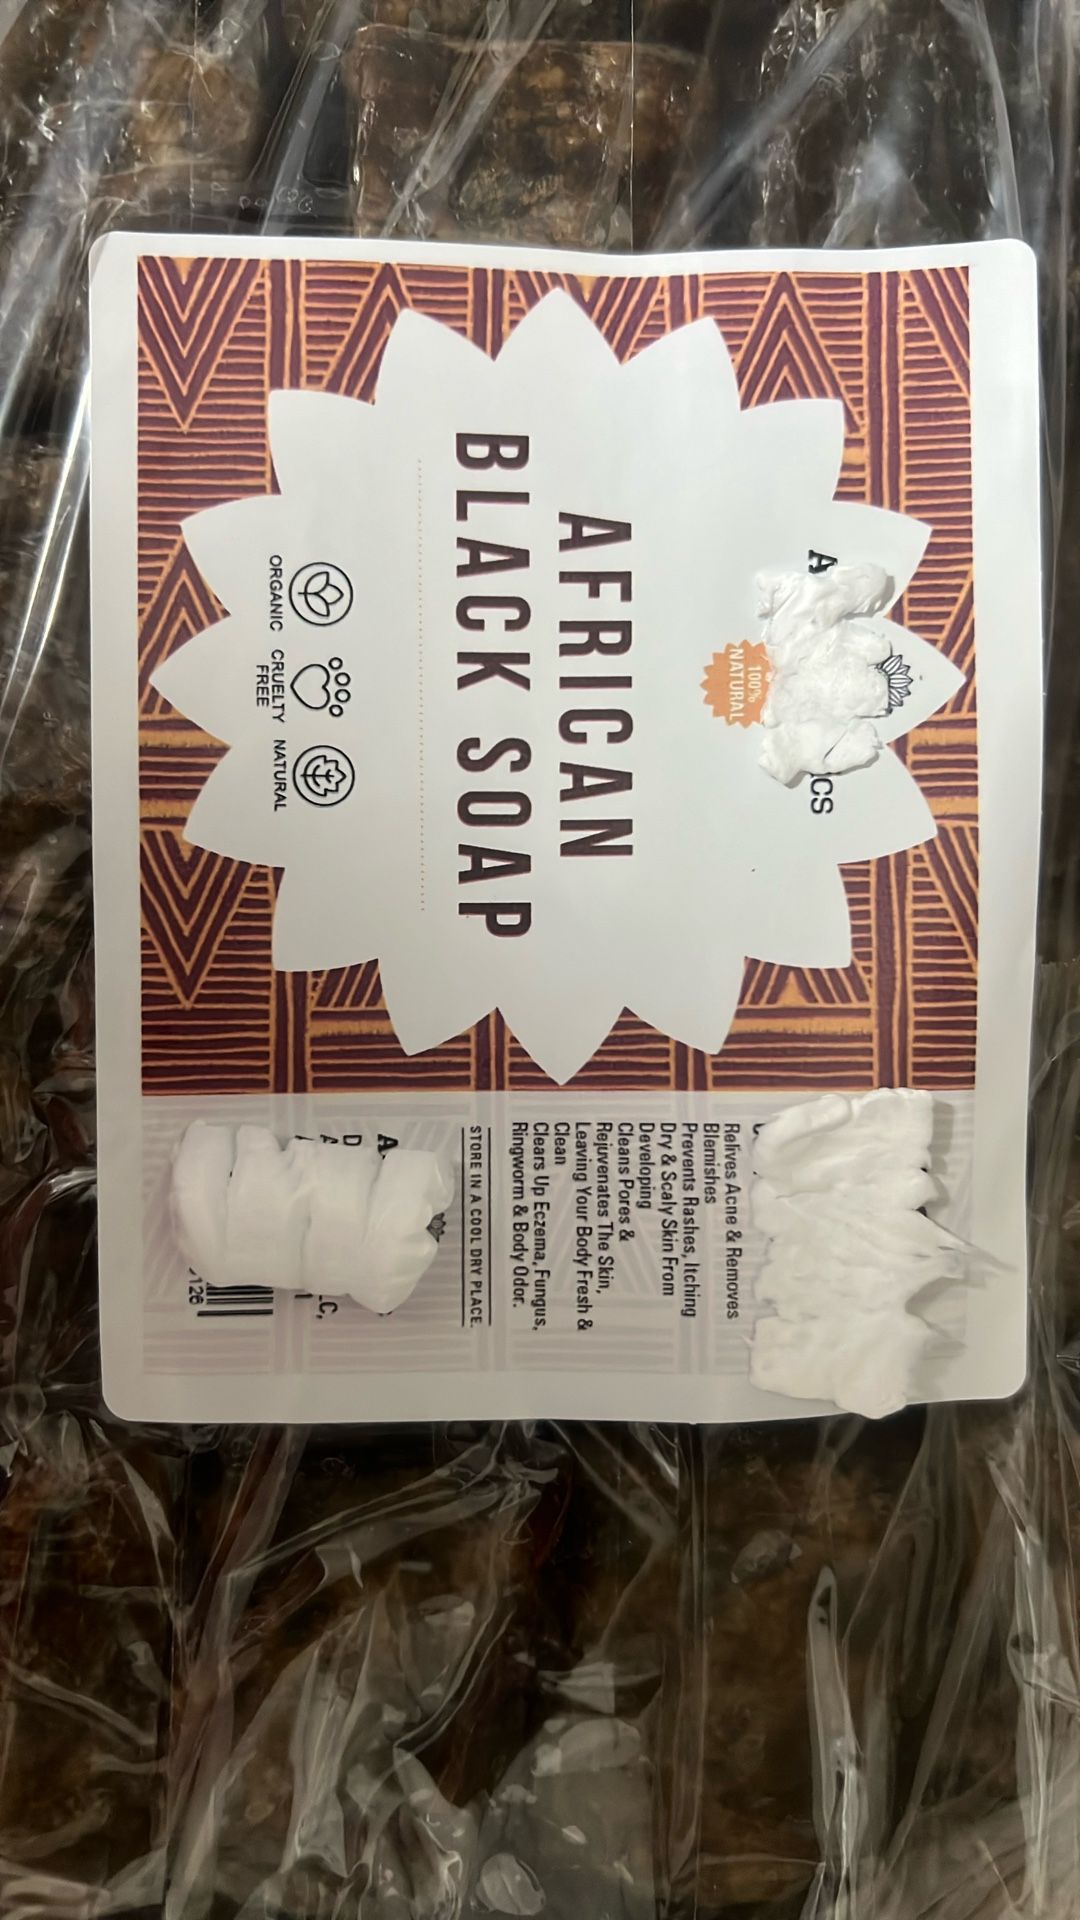 100%
NATURAL
AFRICAN
BLACK SOAP
ORGANIC
CRUELTY
FREE
NATURAL
Relives Acne & Removes
Blemishes
Prevents Rashes, Itching
Dry & Scaly Skin From
Developing
Cleans Pores &
Rejuvenates The Skin,
Leaving Your Body Fresh &
Clean
Clears Up Eczema, Fungus,
Ringworm & Body Odor.
STORE IN A COOL DRY PLACE.